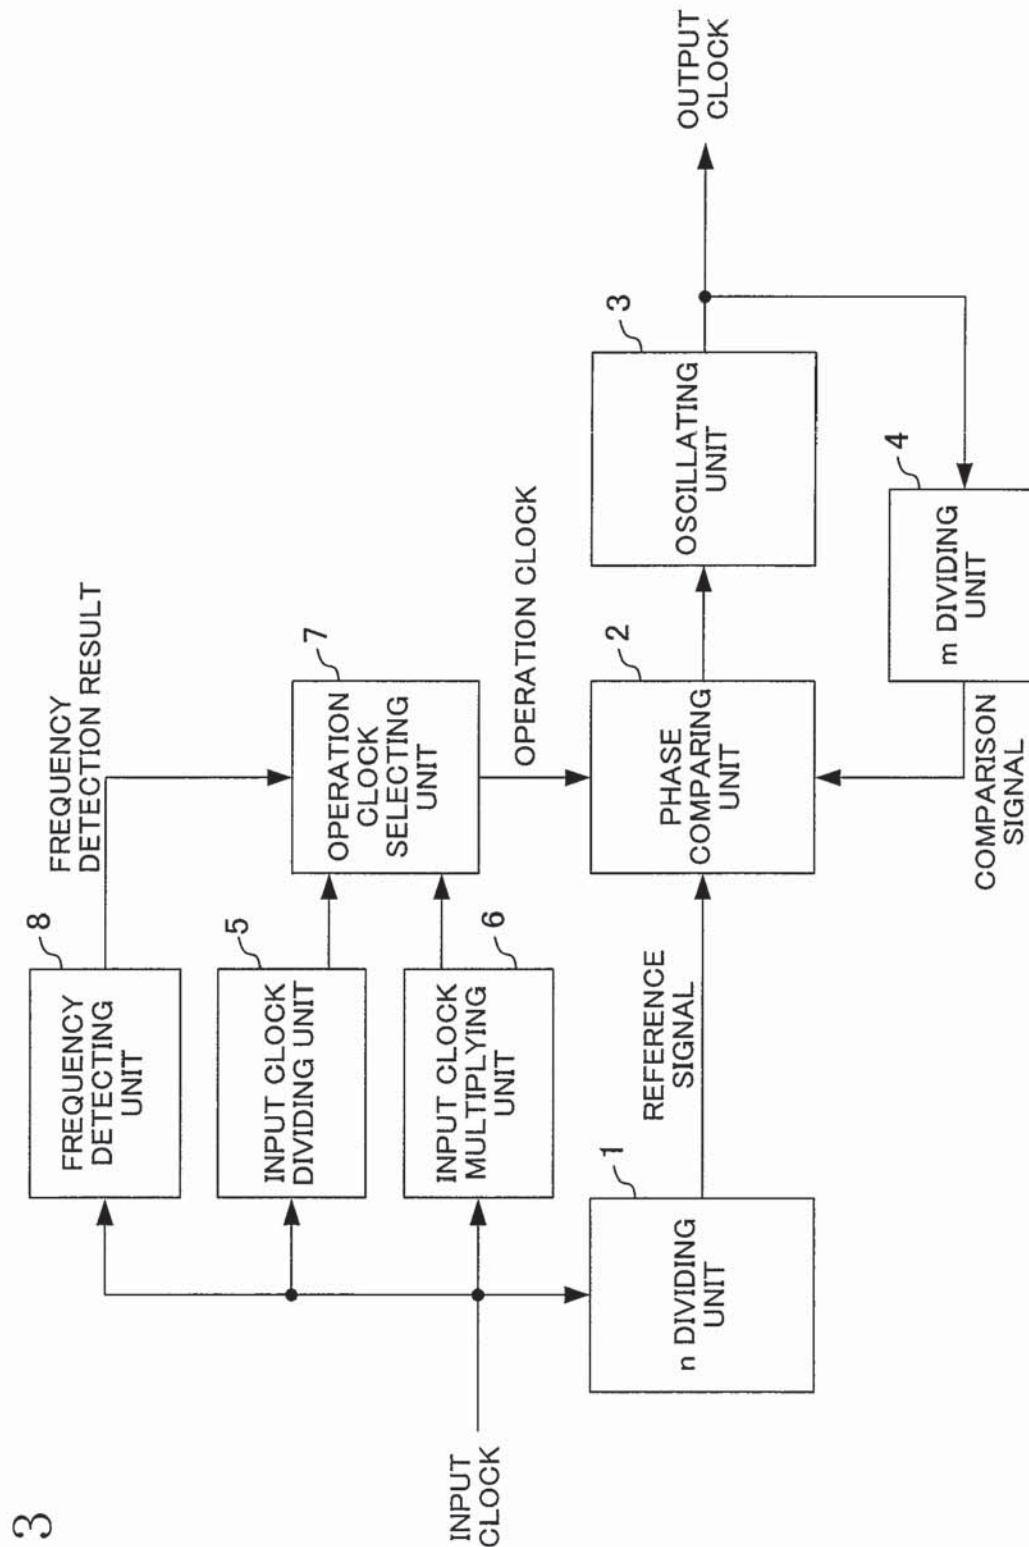 3
INPUT
CLOCK
8
FREQUENCY
DETECTING
UNIT
FREQUENCY
DETECTION RESULT
5
INPUT CLOCK
DIVIDING UNIT
6
INPUT CLOCK
MULTIPLYING
UNIT
7
OPERATION
CLOCK
SELECTING
UNIT
OPERATION CLOCK
1
n DIVIDING
UNIT
REFERENCE
SIGNAL
2
PHASE
COMPARING
UNIT
3
OSCILLATING
UNIT
OUTPUT
CLOCK
4
m DIVIDING
UNIT
COMPARISON
SIGNAL